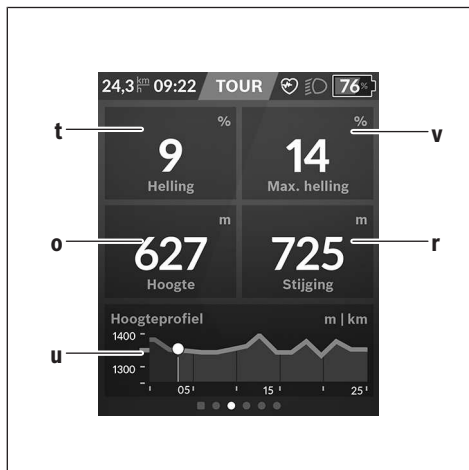 24,3 km/h 09:22 TOUR 76%
t
%
9
Helling
%
14
Max. helling
v
o
m
627
Hoogte
m
725
Stijging
r
Hoogteprofiel m | km
u
1400
1300
05 15 25